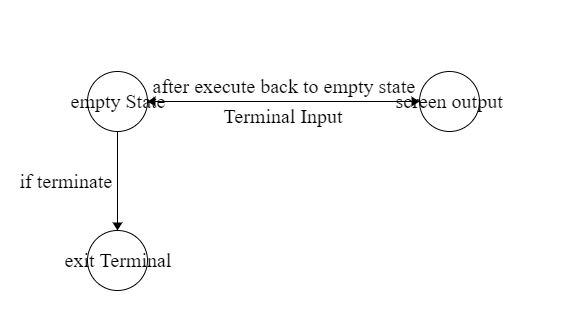 after execute back to empty state
empty State
screen output
Terminal Input
if terminate
exit Terminal